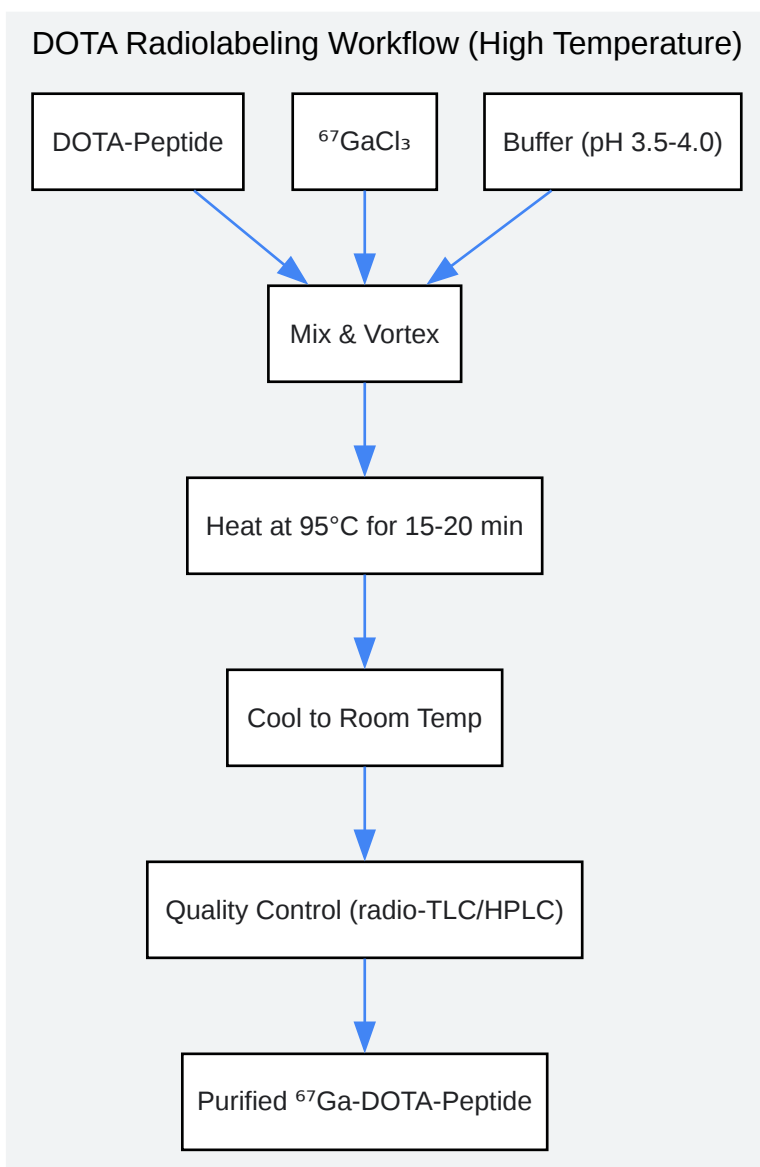 DOTA Radiolabeling Workflow (High Temperature)
DOTA-Peptide
⁶⁷GaCl₃
Buffer (pH 3.5-4.0)
Mix & Vortex
Heat at 95°C for 15-20 min
Cool to Room Temp
Quality Control (radio-TLC/HPLC)
Purified ⁶⁷Ga-DOTA-Peptide